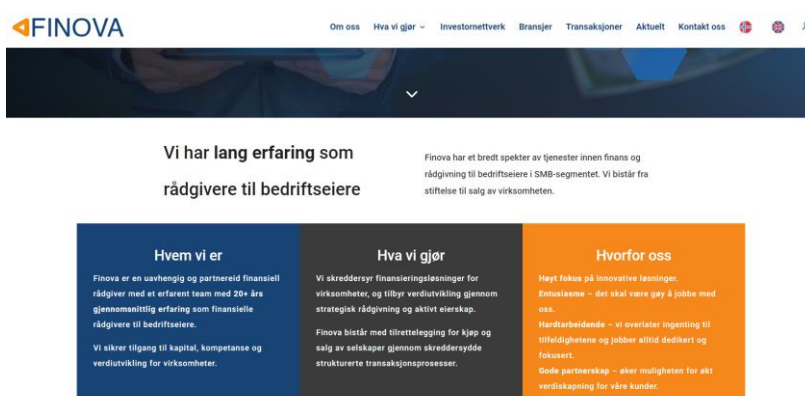 FINOVA
Om oss Hva vi gjør Investornettverk Bransjer Transaksjoner Aktuelt Kontakt oss
Vi har lang erfaring som
rådgivere til bedriftseiere
Finova har et bredt spekter av tjenester innen finans og
rådgivning til bedriftseiere i SMB-segmentet. Vi bistår fra
stiftelse til salg av virksomheten.
Hvem vi er
Finova er en uavhengig og partnereid finansiell
rådgiver med et erfarent team med 20+ års
gjennomsnittlig erfaring som finansielle
rådgivere til bedriftseiere.
Vi sikrer tilgang til kapital, kompetanse og
verdiutvikling for virksomheter.
Hva vi gjør
Vi skreddersyr finansieringsløsninger for
virksomheter, og tilbyr verdiutvikling gjennom
strategisk rådgivning og aktivt eierskap.
Finova bistår med tilrettelegging for kjøp og
salg av selskaper gjennom skreddersydde
strukturerte transaksjonsprosesser.
Hvorfor oss
Høyt fokus på innovative løsninger.
Entusiasme – det skal være gøy å jobbe med
oss.
Hardtarbeidende – vi overlater ingenting til
tilfeldighetene og jobber alltid dedikert og
fokusert.
Gode partnerskap – øker muligheten for økt
verdiskapning for våre kunder.